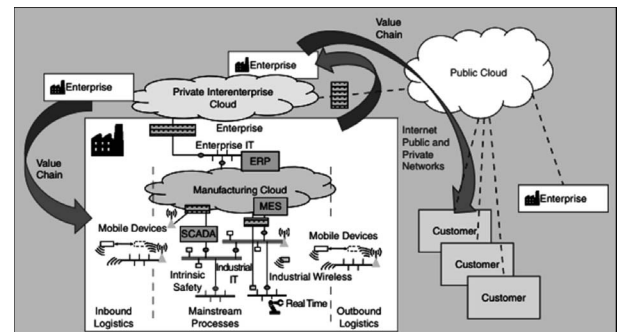 Value
Chain
Enterprise
Enterprise
Private Interenterprise
Cloud
Public Cloud
Enterprise
Enterprise IT
ERP
Internet
Public and
Private
Networks
Value
Chain
Manufacturing Cloud
MES
Enterprise
Mobile Devices
SCADA
Mobile Devices
Customer
Intrinsic
Safety
Industrial
IT
Industrial Wireless
Customer
Real Time
Customer
Inbound
Logistics
Mainstream
Processes
Outbound
Logistics